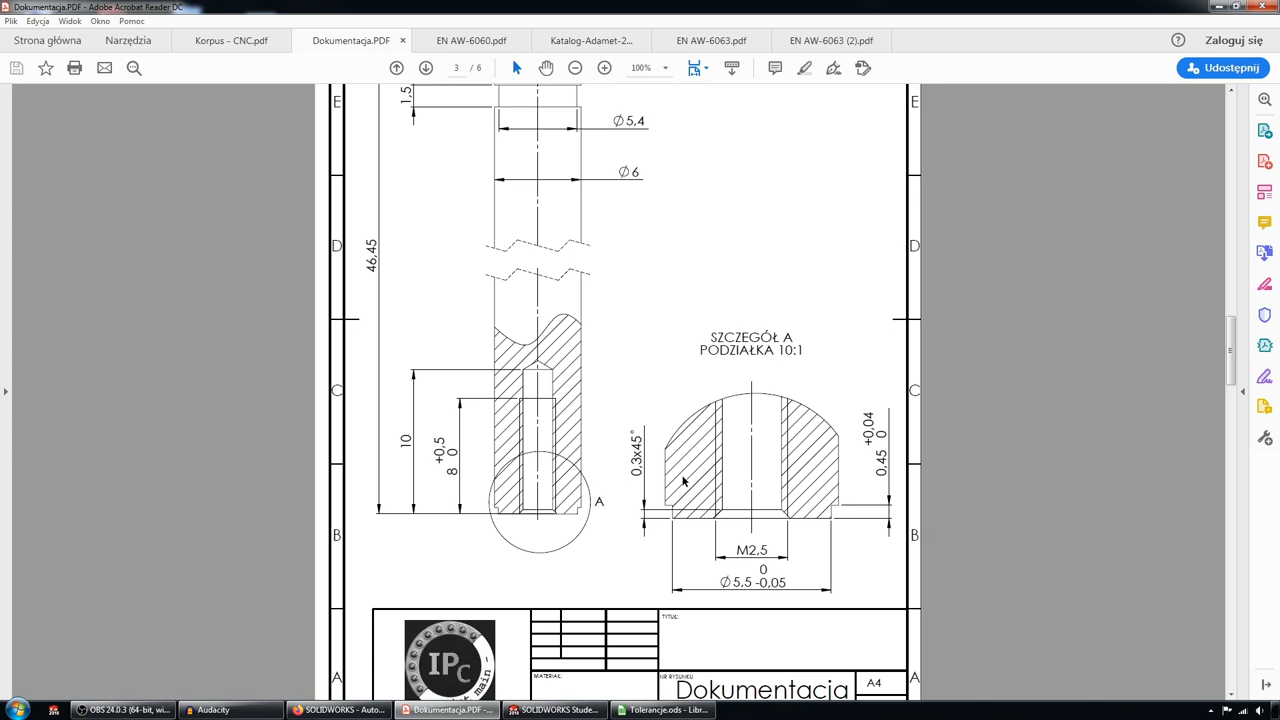 Dokumentacja.PDF - Adobe Acrobat Reader DC
Plik Edycja Widok Okno Pomoc
Strona główna Narzędzia Korpus - CNC.pdf Dokumentacja.PDF × EN AW-6060.pdf Katalog-Adamet-2... EN AW-6063.pdf EN AW-6063 (2).pdf Zaloguj się
3 / 6 100% Udostępnij
E E
1,5
∅5,4
∅6
D D
46,45
SZCZEGÓŁ A
PODZIAŁKA 10:1
C C
10
+0,5
8 0
0,3x45°
+0,04
0,45 0
A
B B
M2,5
0
∅5,5 -0,05
TYTUŁ:
IPc
MATERIAŁ:
NR RYSUNKU
Dokumentacja
A4
A A
OBS 24.0.3 (64-bit, wi... Audacity SOLIDWORKS - Auto... Dokumentacja.PDF -... SOLIDWORKS Stude... Tolerancje.ods - Libr...